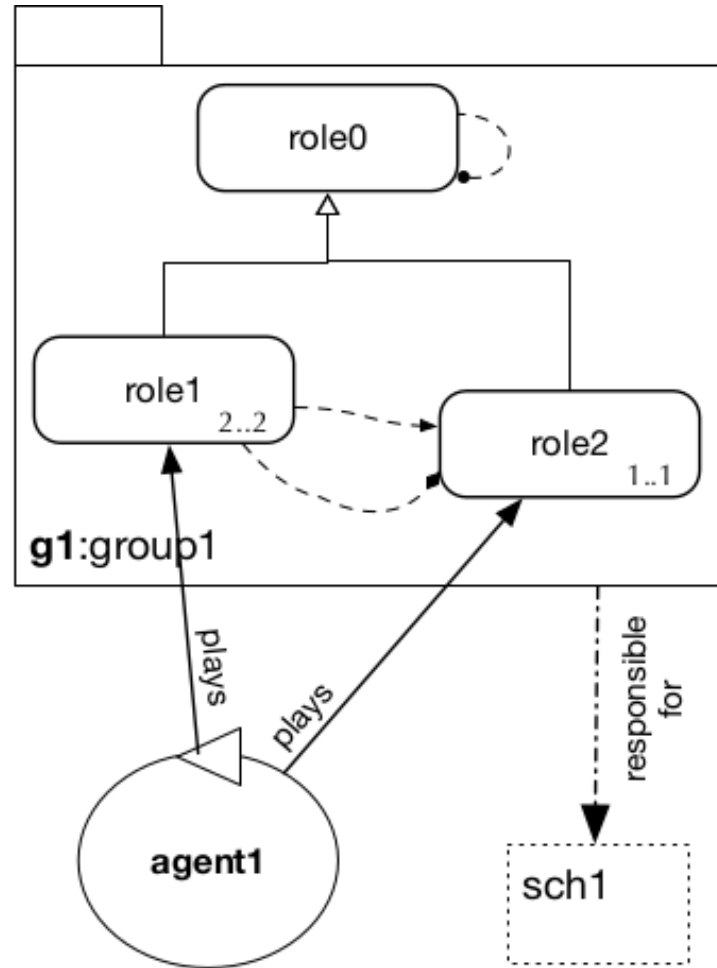 role0
role1
2..2
role2
1..1
g1:group1
plays
plays
responsible
for
agent1
sch1